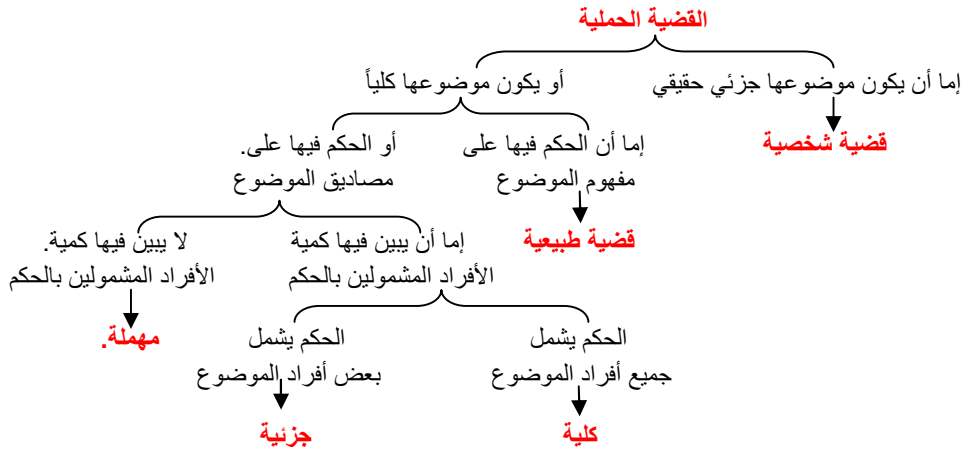 القضية الحملية
إما أن يكون موضوعها جزئي حقيقي
أو يكون موضوعها كلياً
قضية شخصية
إما أن الحكم فيها على
مفهوم الموضوع
أو الحكم فيها على.
مصاديق الموضوع
قضية طبيعية
إما أن يبين فيها كمية
الأفراد المشمولين بالحكم
لا يبين فيها كمية.
الأفراد المشمولين بالحكم
مهملة.
الحكم يشمل
جميع أفراد الموضوع
الحكم يشمل
بعض أفراد الموضوع
كلية
جزئية